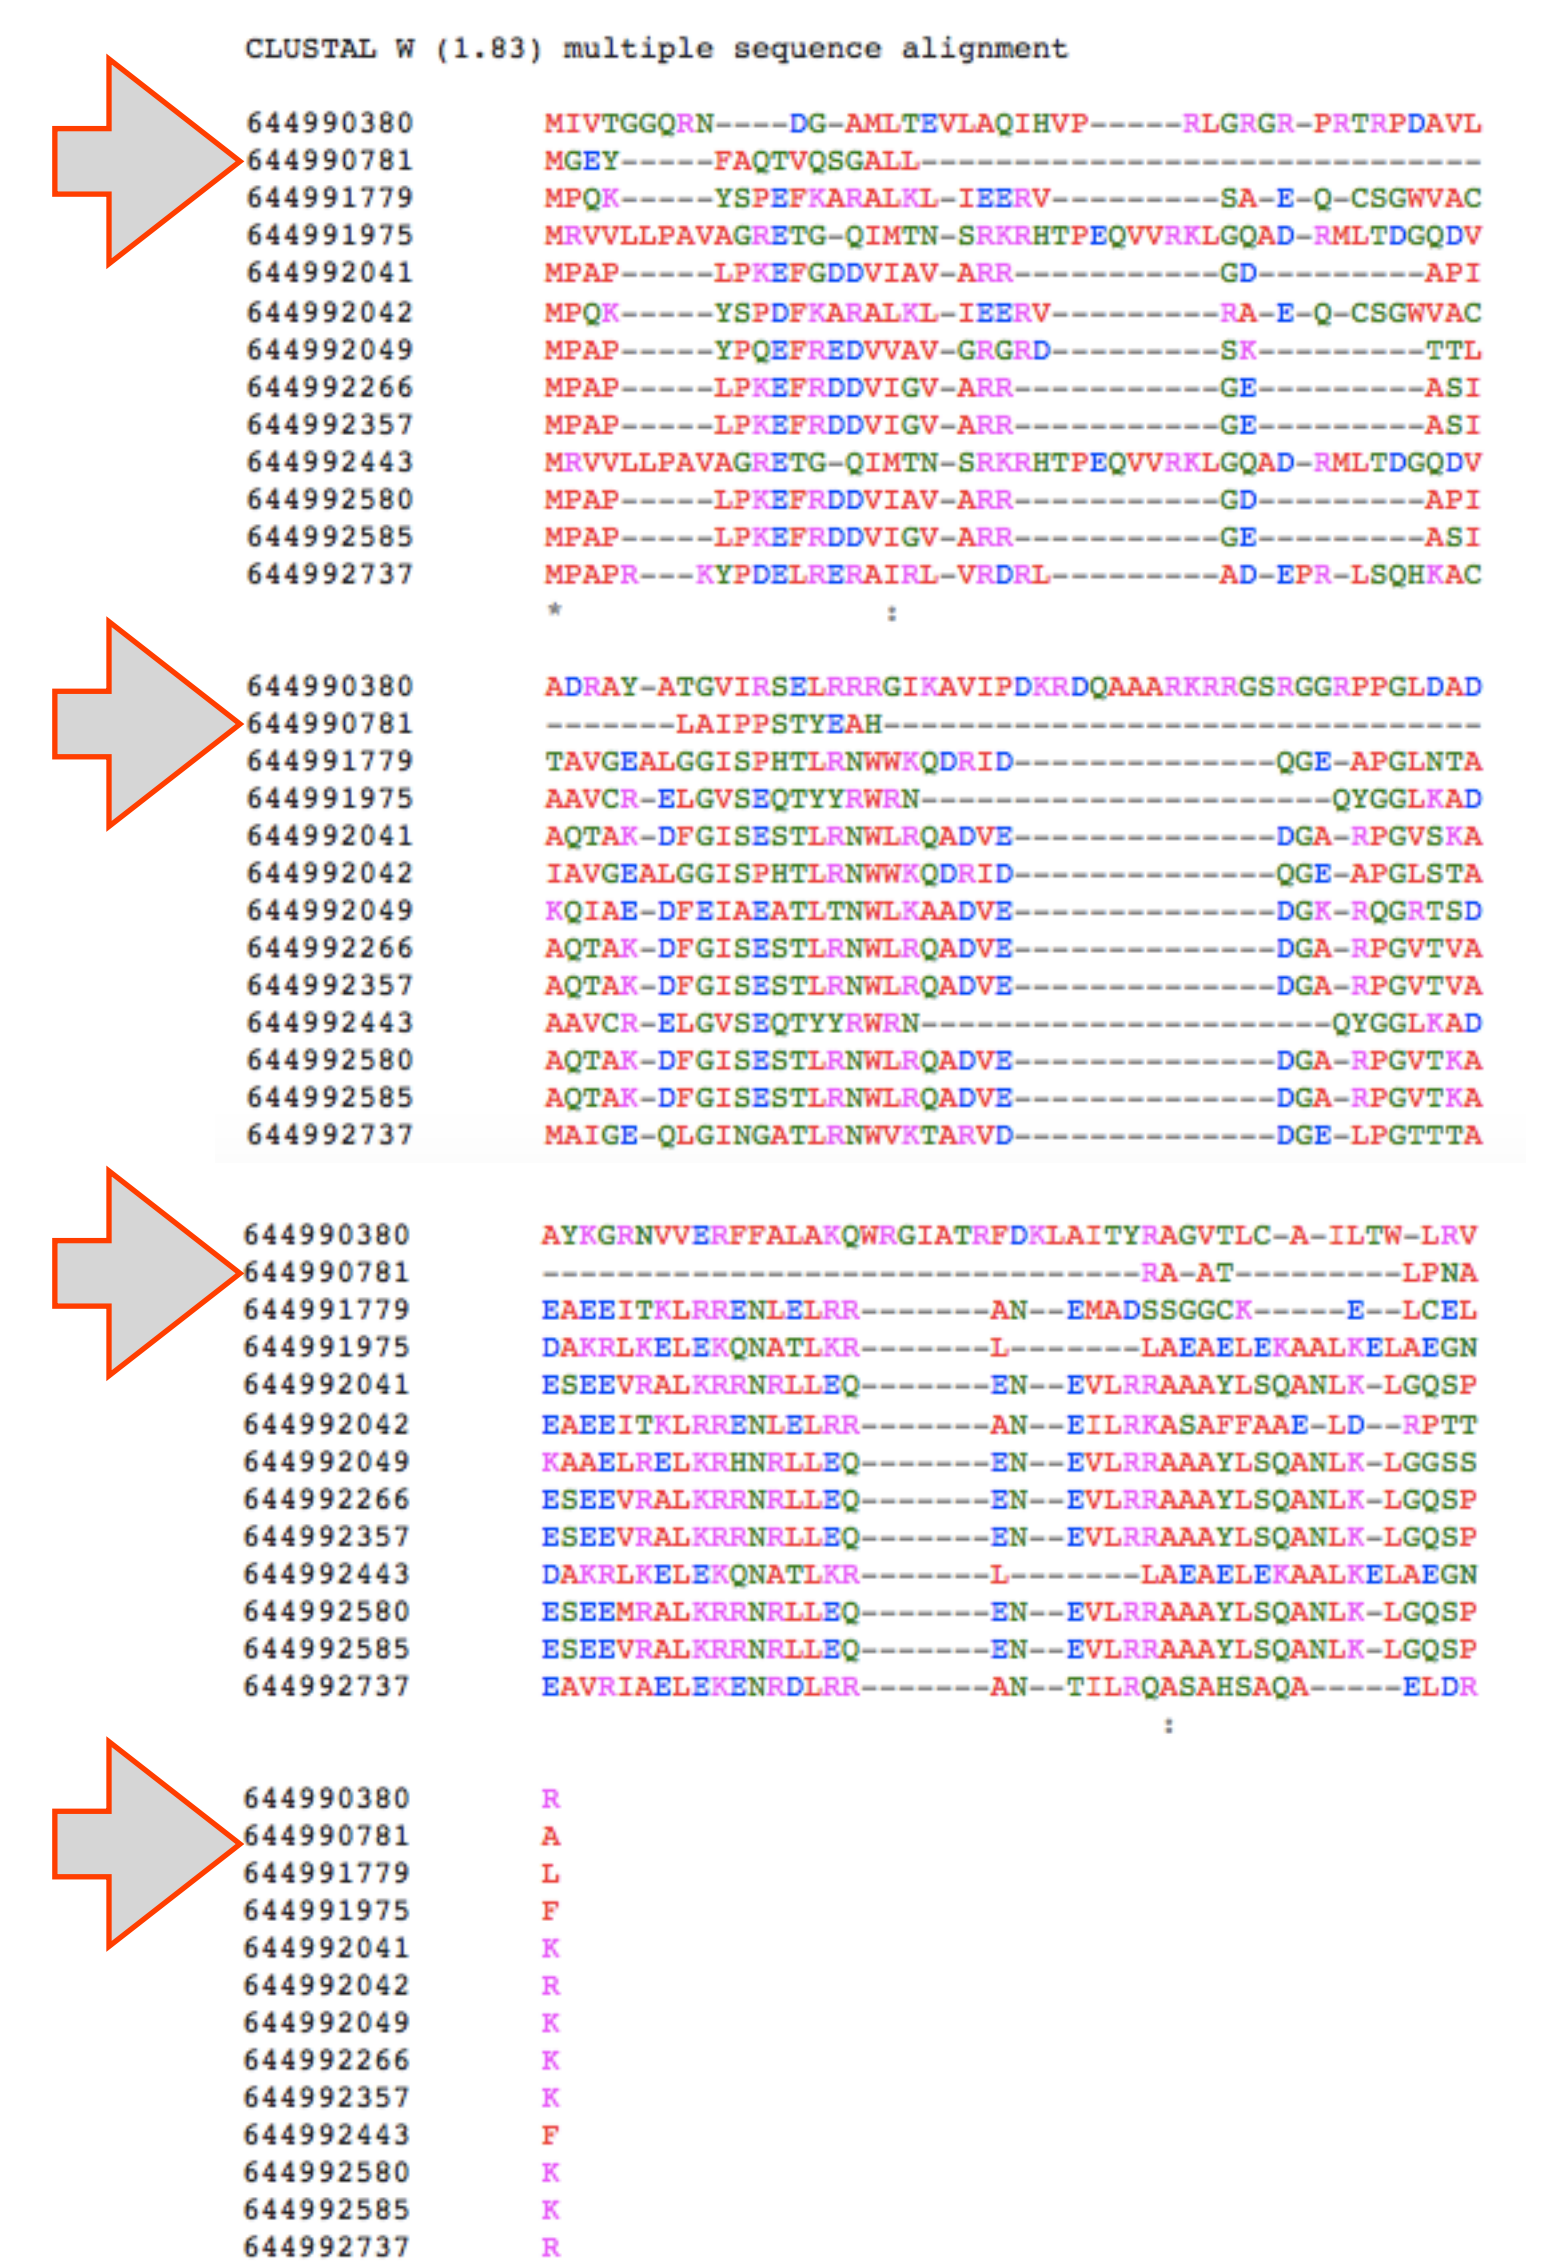 CLUSTAL W (1.83) multiple sequence alignment
644990380 MIVTGGQRN----DG-AMLTEVLAQIHVP-----RLGRGR-PRTRPDAVL
644990781 MGEY-----FAQTVQSGALL------------------------------
644991779 MPQK-----YSPEFKARALKL-IEERV---------SA-E-Q-CSGWVAC
644991975 MRVVLLPAVAGRETG-QIMTN-SRKRHTPEQVVRKLGQAD-RMLTDGQDV
644992041 MPAP-----LPKEFGDDVIAV-ARR-----------GD---------API
644992042 MPQK-----YSPDFKARALKL-IEERV---------RA-E-Q-CSGWVAC
644992049 MPAP-----YPQEFREDVVAV-GRGRD---------SK---------TTL
644992266 MPAP-----LPKEFRDDVIGV-ARR-----------GE---------ASI
644992357 MPAP-----LPKEFRDDVIGV-ARR-----------GE---------ASI
644992443 MRVVLLPAVAGRETG-QIMTN-SRKRHTPEQVVRKLGQAD-RMLTDGQDV
644992580 MPAP-----LPKEFRDDVIAV-ARR-----------GD---------API
644992585 MPAP-----LPKEFRDDVIGV-ARR-----------GE---------ASI
644992737 MPAPR---KYPDELRERAIRL-VRDRL---------AD-EPR-LSQHKAC
* :
644990380 ADRAY-ATGVIRSELRRRGIKAVIPDKRDQAAARKRRGSRGGRPPGLDAD
644990781 -------LAIPPSTYEAH--------------------------------
644991779 TAVGEALGGISPHTLRNWWKQDRID--------------QGE-APGLNTA
644991975 AAVCR-ELGVSEQTYYRWRN----------------------QYGGLKAD
644992041 AQTAK-DFGISESTLRNWLRQADVE--------------DGA-RPGVSKA
644992042 IAVGEALGGISPHTLRNWWKQDRID--------------QGE-APGLSTA
644992049 KQIAE-DFEIAEATLTNWLKAADVE--------------DGK-RQGRTSD
644992266 AQTAK-DFGISESTLRNWLRQADVE--------------DGA-RPGVTVA
644992357 AQTAK-DFGISESTLRNWLRQADVE--------------DGA-RPGVTVA
644992443 AAVCR-ELGVSEQTYYRWRN----------------------QYGGLKAD
644992580 AQTAK-DFGISESTLRNWLRQADVE--------------DGA-RPGVTKA
644992585 AQTAK-DFGISESTLRNWLRQADVE--------------DGA-RPGVTKA
644992737 MAIGE-QLGINGATLRNWVKTARVD--------------DGE-LPGTTTA
644990380 AYKGRNVVERFFALAKQWRGIATRFDKLAITYRAGVTLC-A-ILTW-LRV
644990781 --------------------------------RA-AT---------LPNA
644991779 EAEEITKLRRENLELRR-------AN--EMADSSGGCK-----E--LCEL
644991975 DAKRLKELEKQNATLKR-------L-------LAEAELEKAALKELAEGN
644992041 ESEEVRALKRRNRLLEQ-------EN--EVLRRAAAYLSQANLK-LGQSP
644992042 EAEEITKLRRENLELRR-------AN--EILRKASAFFAAE-LD--RPTT
644992049 KAAELRELKRHNRLLEQ-------EN--EVLRRAAAYLSQANLK-LGGSS
644992266 ESEEVRALKRRNRLLEQ-------EN--EVLRRAAAYLSQANLK-LGQSP
644992357 ESEEVRALKRRNRLLEQ-------EN--EVLRRAAAYLSQANLK-LGQSP
644992443 DAKRLKELEKQNATLKR-------L-------LAEAELEKAALKELAEGN
644992580 ESEEMRALKRRNRLLEQ-------EN--EVLRRAAAYLSQANLK-LGQSP
644992585 ESEEVRALKRRNRLLEQ-------EN--EVLRRAAAYLSQANLK-LGQSP
644992737 EAVRIAELEKENRDLRR-------AN--TILRQASAHSAQA-----ELDR
:
644990380 R
644990781 A
644991779 L
644991975 F
644992041 K
644992042 R
644992049 K
644992266 K
644992357 K
644992443 F
644992580 K
644992585 K
644992737 R